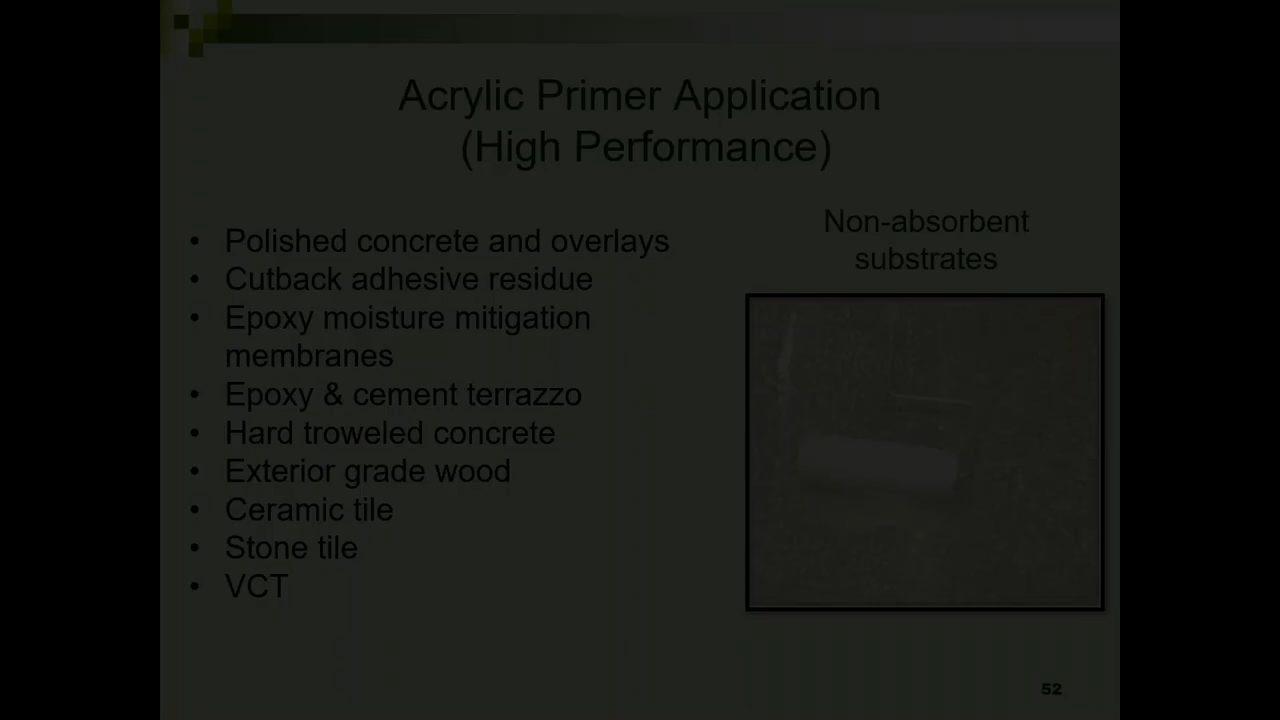 Acrylic Primer Application
(High Performance)
• Polished concrete and overlays
• Cutback adhesive residue
• Epoxy moisture mitigation
membranes
• Epoxy & cement terrazzo
• Hard troweled concrete
• Exterior grade wood
• Ceramic tile
• Stone tile
• VCT
Non-absorbent
substrates
52